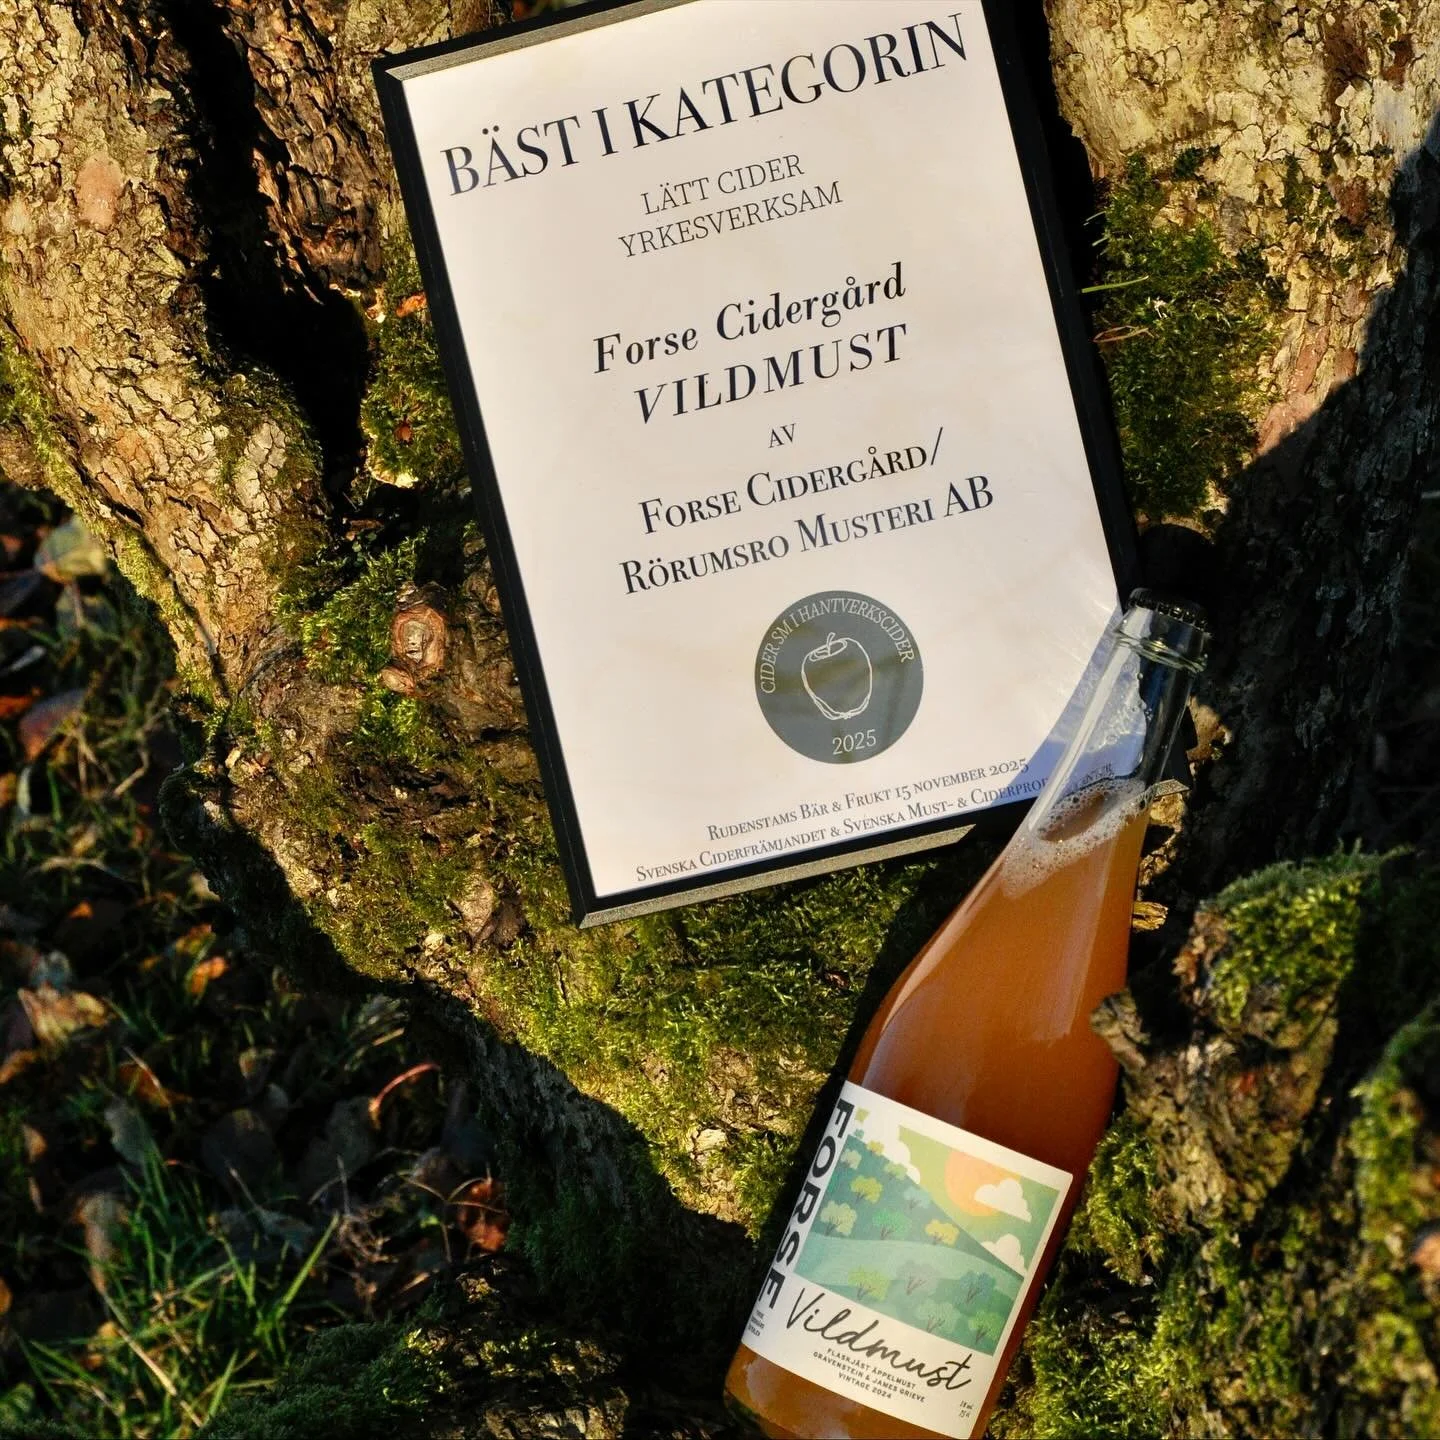 BÄST I KATEGORIN
LÄTT CIDER
YRKESVERKSAM
Forse Cidergård
VILDMUST
AV
FORSE CIDERGÅRD/
RÖRUMSRO MUSTERI AB
CIDER SM I HANTVERKSCIDER
2025
RUDENSTAMS BÄR & FRUKT 15 NOVEMBER 2025
SVENSKA CIDERFRÄMJANDET & SVENSKA MUST- & CIDERPRO
FORSE
Vildmust
FLASKJÄST ÄPPELMUST
GRAVENSTEIN & JAMES GRIEVE
VINTAGE 2024